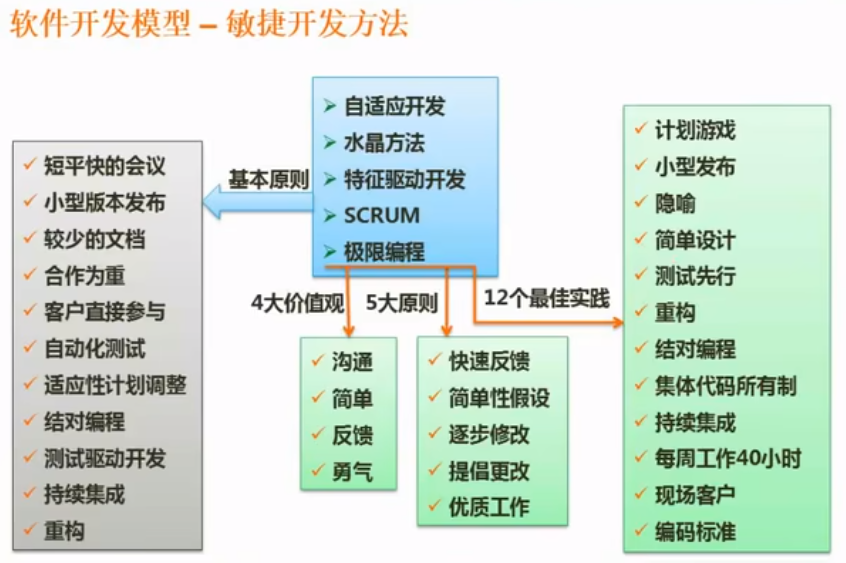 软件开发模型 – 敏捷开发方法
自适应开发
水晶方法
特征驱动开发
SCRUM
极限编程
基本原则
短平快的会议
小型版本发布
较少的文档
合作为重
客户直接参与
自动化测试
适应性计划调整
结对编程
测试驱动开发
持续集成
重构
4大价值观
沟通
简单
反馈
勇气
5大原则
快速反馈
简单性假设
逐步修改
提倡更改
优质工作
12个最佳实践
计划游戏
小型发布
隐喻
简单设计
测试先行
重构
结对编程
集体代码所有制
持续集成
每周工作40小时
现场客户
编码标准